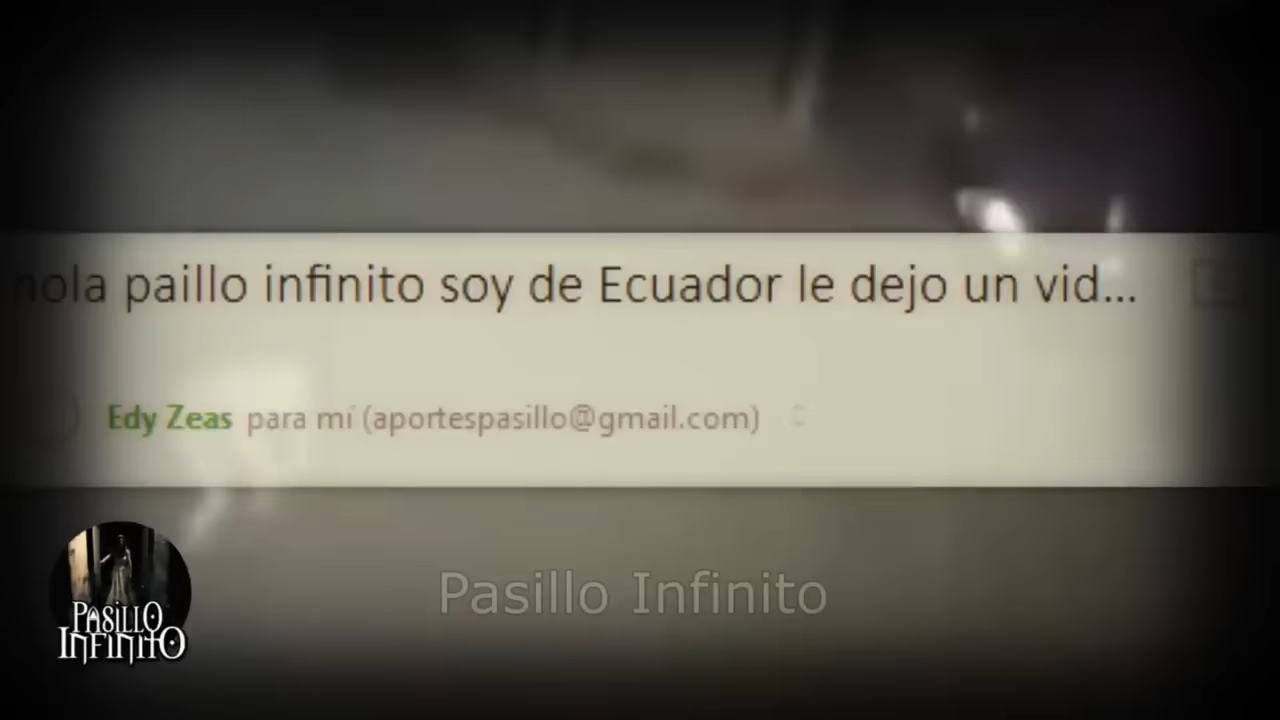 hola paillo infinito soy de Ecuador le dejo un vid...
Edy Zeas para mí (aportespasillo@gmail.com)
Pasillo Infinito
PASILLO
INFINITO